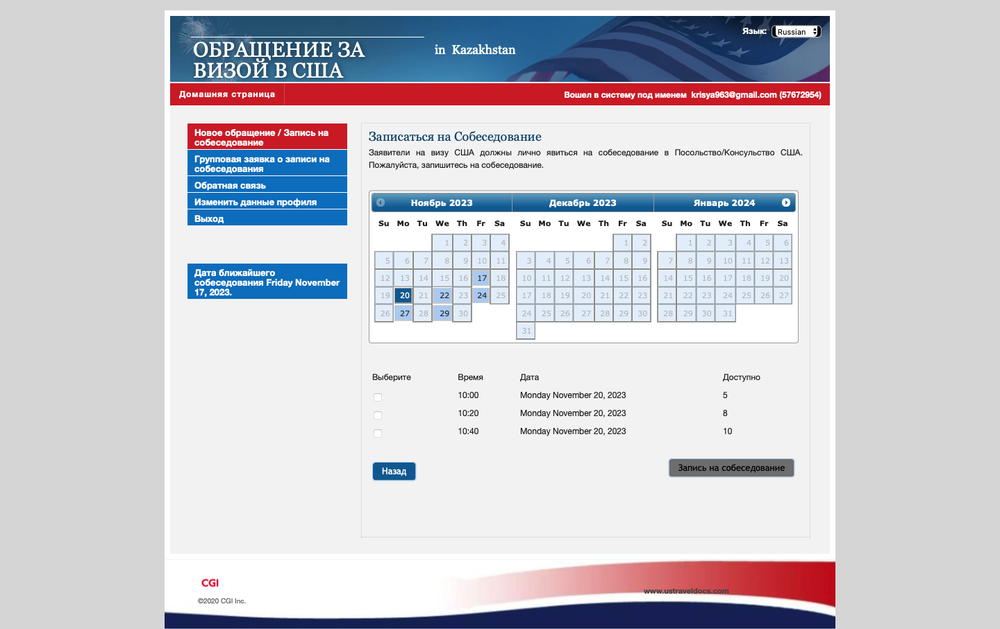 Язык: Russian
ОБРАЩЕНИЕ ЗА
ВИЗОЙ В США
in Kazakhstan
Домашняя страница
Вошел в систему под именем krisya963@gmail.com (57672954)
Новое обращение / Запись на
собеседование
Групповая заявка о записи на
собеседования
Обратная связь
Изменить данные профиля
Выход
Дата ближайшего
собеседования Friday November
17, 2023.
Записаться на Собеседование
Заявители на визу США должны лично явиться на собеседование в Посольство/Консульство США.
Пожалуйста, запишитесь на собеседование.
Ноябрь 2023
Su Mo Tu We Th Fr Sa
1 2 3 4
5 6 7 8 9 10 11
12 13 14 15 16 17 18
19 20 21 22 23 24 25
26 27 28 29 30
Декабрь 2023
Su Mo Tu We Th Fr Sa
1 2
3 4 5 6 7 8 9
10 11 12 13 14 15 16
17 18 19 20 21 22 23
24 25 26 27 28 29 30
31
Январь 2024
Su Mo Tu We Th Fr Sa
1 2 3 4 5 6
7 8 9 10 11 12 13
14 15 16 17 18 19 20
21 22 23 24 25 26 27
28 29 30 31
Выберите Время Дата Доступно
10:00 Monday November 20, 2023 5
10:20 Monday November 20, 2023 8
10:40 Monday November 20, 2023 10
Назад
Запись на собеседование
CGI
©2020 CGI Inc.
www.ustraveldocs.com